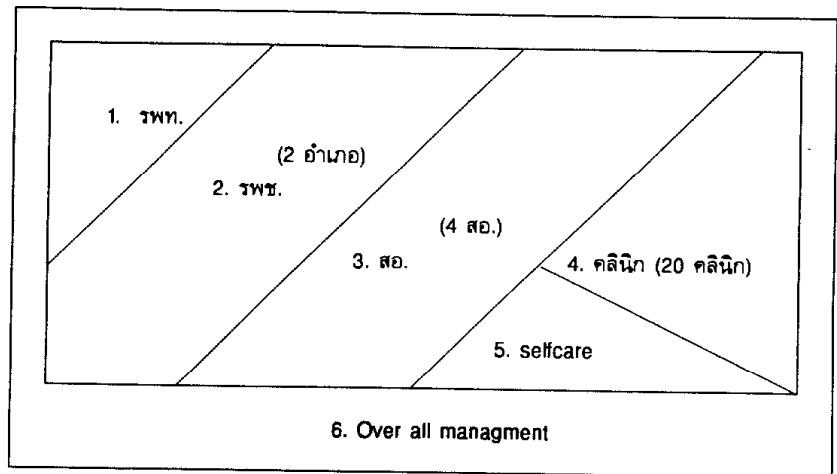 1. รพท.
(2 อำเภอ)
2. รพช.
(4 สอ.)
3. สอ.
4. คลินิก (20 คลินิก)
5. selfcare
6. Over all managment